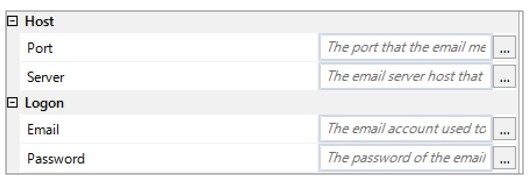 Host
Port The port that the email me ...
Server The email server host that ...
Logon
Email The email account used to ...
Password The password of the email ...